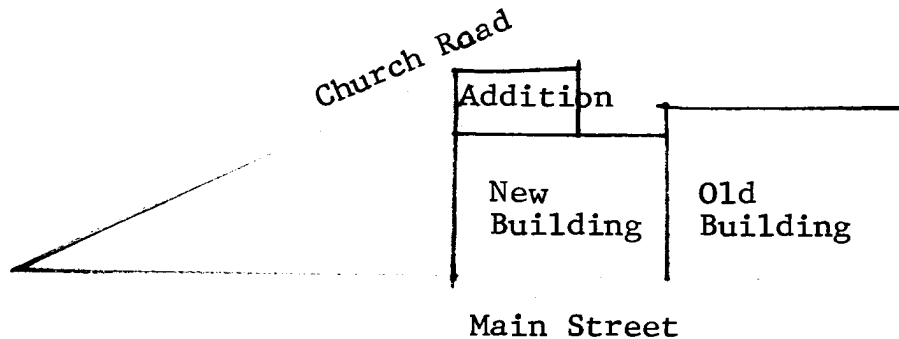 Church Road
Addition
New
Building
Old
Building
Main Street